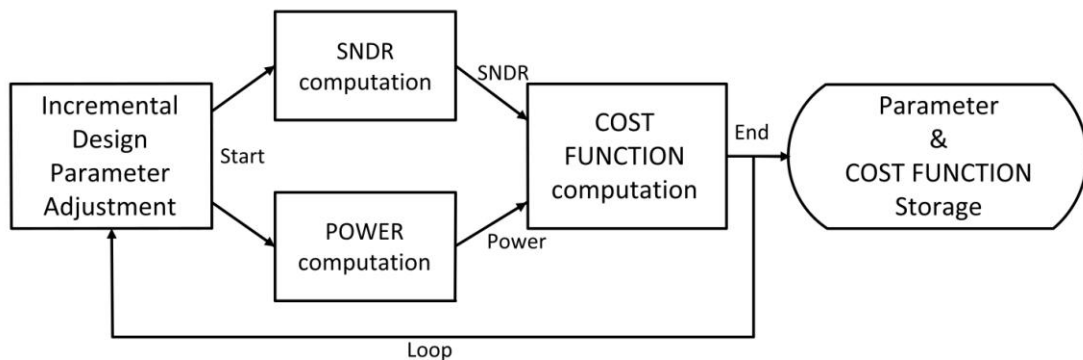 Incremental
Design
Parameter
Adjustment
Start
SNDR
computation
POWER
computation
SNDR
Power
COST
FUNCTION
computation
End
Parameter
&
COST FUNCTION
Storage
Loop